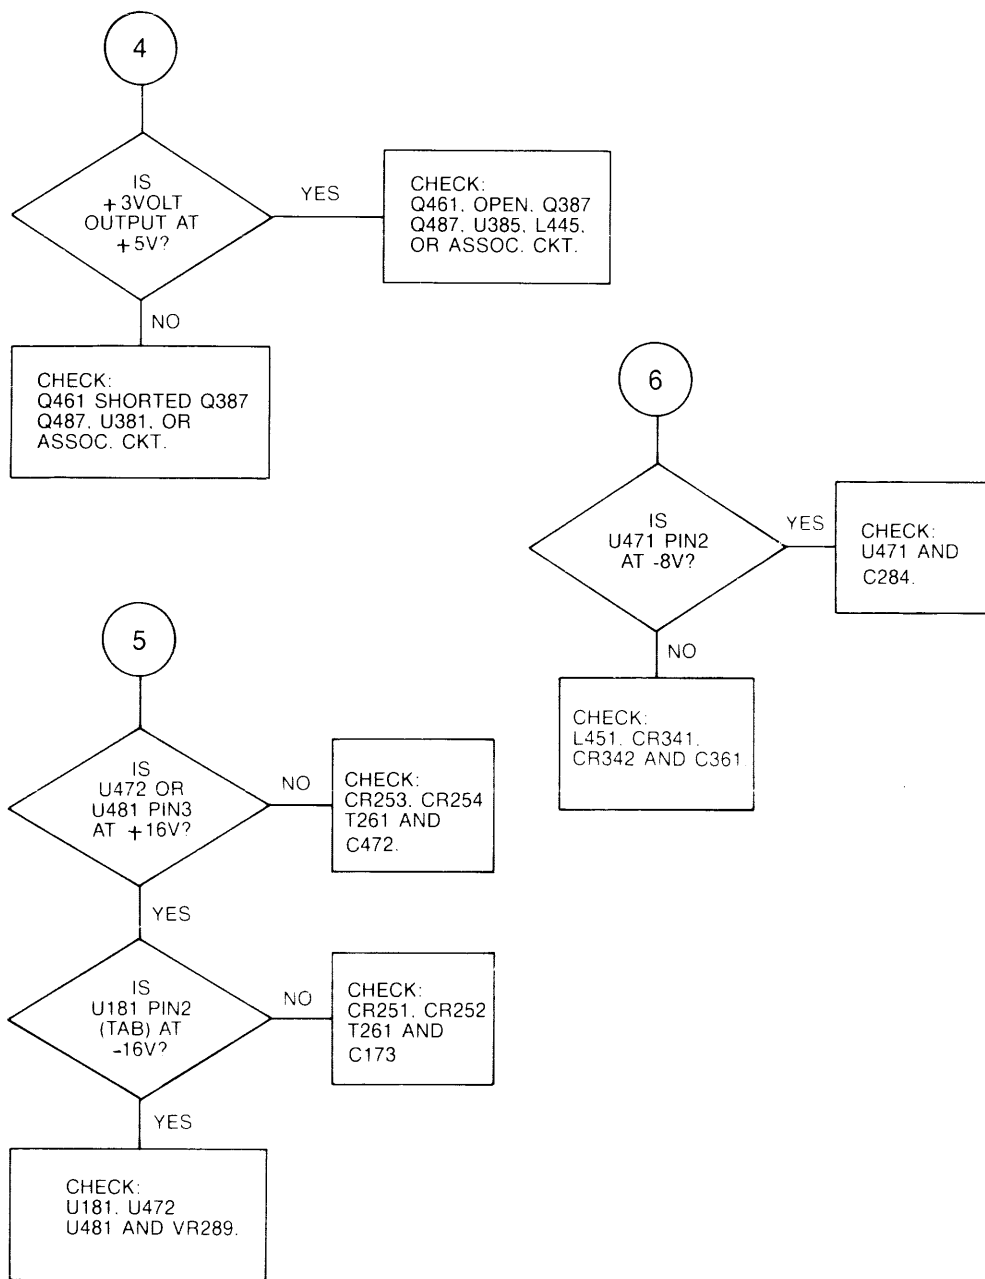 4
IS
+3VOLT
OUTPUT AT
+5V?
YES
CHECK:
Q461, OPEN, Q387
Q487, U385, L445,
OR ASSOC. CKT.
NO
CHECK:
Q461 SHORTED Q387
Q487, U381, OR
ASSOC. CKT.
6
IS
U471 PIN2
AT -8V?
YES
CHECK:
U471 AND
C284.
NO
CHECK:
L451, CR341,
CR342 AND C361
5
IS
U472 OR
U481 PIN3
AT +16V?
NO
CHECK:
CR253, CR254
T261 AND
C472.
YES
IS
U181 PIN2
(TAB) AT
-16V?
NO
CHECK:
CR251, CR252
T261 AND
C173
YES
CHECK:
U181, U472
U481 AND VR289.